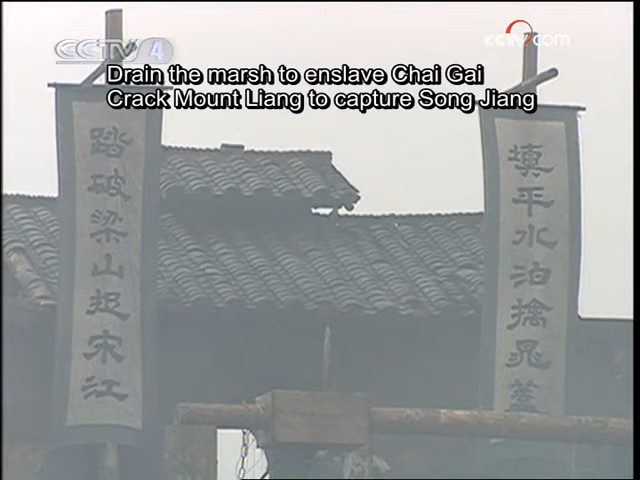 CCTV 4
CCTV.com
Drain the marsh to enslave Chai Gai
Crack Mount Liang to capture Song Jiang
填平水泊擒晁蓋
踏破梁山捉宋江